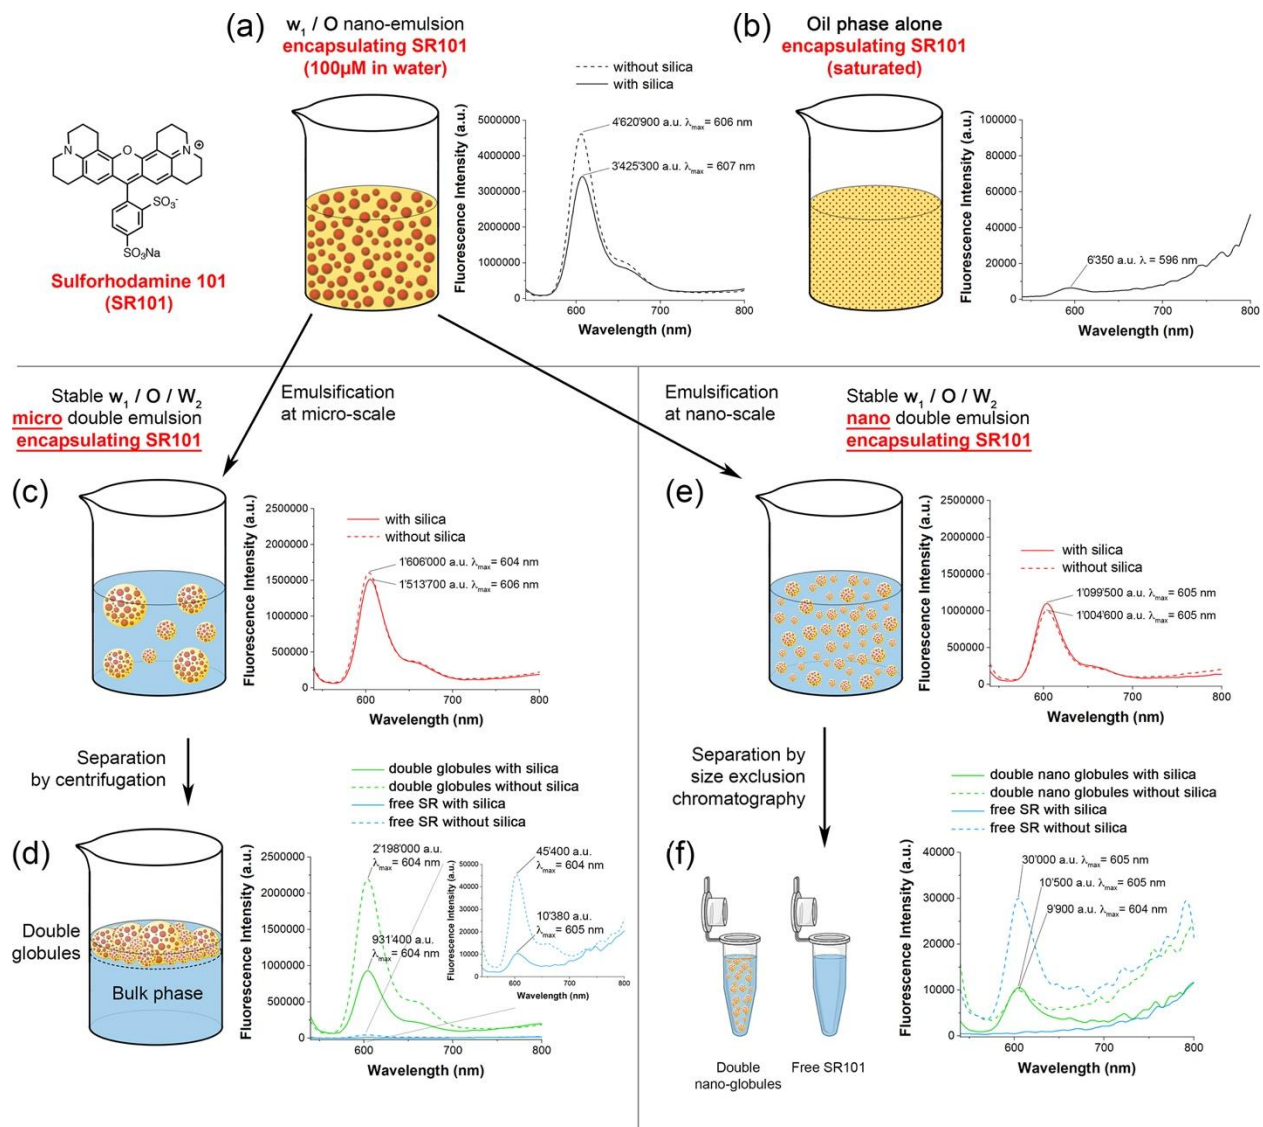 (a)
w1 / O nano-emulsion
encapsulating SR101
(100µM in water)
without silica
with silica
Fluorescence Intensity (a.u.)
5000000
4000000
3000000
2000000
1000000
0
4'620'900 a.u. λmax= 606 nm
3'425'300 a.u. λmax= 607 nm
600
700
800
Wavelength (nm)
(b)
Oil phase alone
encapsulating SR101
(saturated)
Fluorescence Intensity (a.u.)
100000
80000
60000
40000
20000
0
6'350 a.u. λ = 596 nm
600
700
800
Wavelength (nm)
N
O
N
⊕
SO3-
SO3Na
Sulforhodamine 101
(SR101)
Stable w1 / O / W2
micro double emulsion
encapsulating SR101
Emulsification
at micro-scale
Emulsification
at nano-scale
Stable w1 / O / W2
nano double emulsion
encapsulating SR101
(c)
Fluorescence Intensity (a.u.)
2500000
2000000
1500000
1000000
500000
0
with silica
without silica
1'606'000 a.u. λmax= 604 nm
1'513'700 a.u. λmax= 606 nm
600
700
800
Wavelength (nm)
(e)
Fluorescence Intensity (a.u.)
2500000
2000000
1500000
1000000
500000
0
with silica
without silica
1'099'500 a.u. λmax= 605 nm
1'004'600 a.u. λmax= 605 nm
600
700
800
Wavelength (nm)
Separation
by centrifugation
Separation by
size exclusion
chromatography
(d)
Double
globules
Bulk phase
double globules with silica
double globules without silica
free SR with silica
free SR without silica
Fluorescence Intensity (a.u.)
2500000
2000000
1500000
1000000
500000
0
2'198'000 a.u.
λmax= 604 nm
931'400 a.u.
λmax= 604 nm
600
700
800
Wavelength (nm)
Fluorescence Intensity (a.u.)
50000
40000
30000
20000
10000
0
45'400 a.u.
λmax= 604 nm
10'380 a.u.
λmax= 605 nm
600
700
800
Wavelength (nm)
(f)
Double
nano-globules
Free SR101
double nano globules with silica
double nano globules without silica
free SR with silica
free SR without silica
Fluorescence Intensity (a.u.)
40000
30000
20000
10000
0
30'000 a.u. λmax= 605 nm
10'500 a.u. λmax= 605 nm
9'900 a.u. λmax= 604 nm
600
700
800
Wavelength (nm)